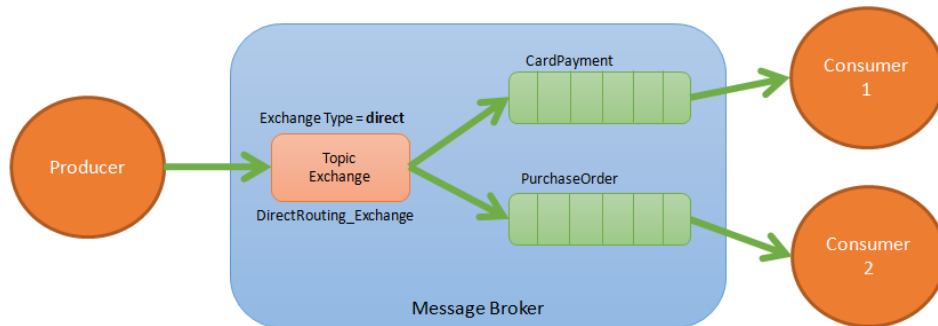 Producer
Exchange Type = direct
Topic
Exchange
DirectRouting_Exchange
CardPayment
PurchaseOrder
Message Broker
Consumer
1
Consumer
2